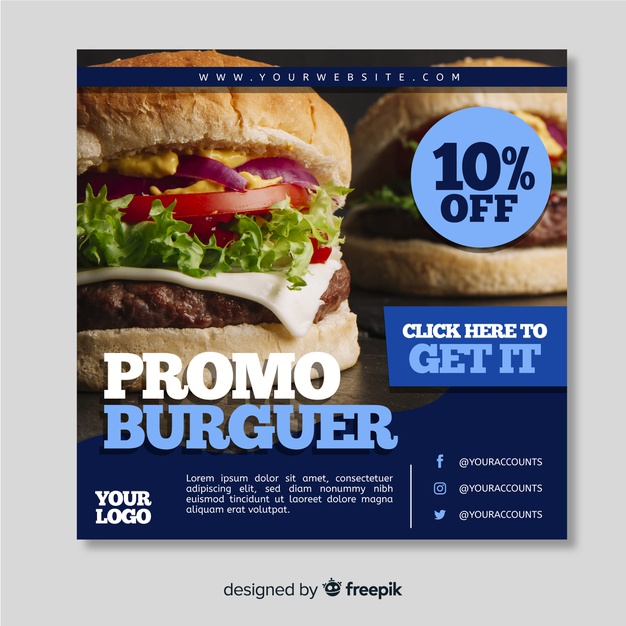 WWW.YOURWEBSITE.COM
10%
OFF
CLICK HERE TO
GET IT
PROMO
BURGUER
YOUR
LOGO
Lorem ipsum dolor sit amet, consectetuer
adipiscing elit, sed diam nonummy nibh
euismod tincidunt ut laoreet dolore magna
aliquam erat volutpat.
@YOURACCOUNTS
@YOURACCOUNTS
@YOURACCOUNTS
designed by freepik